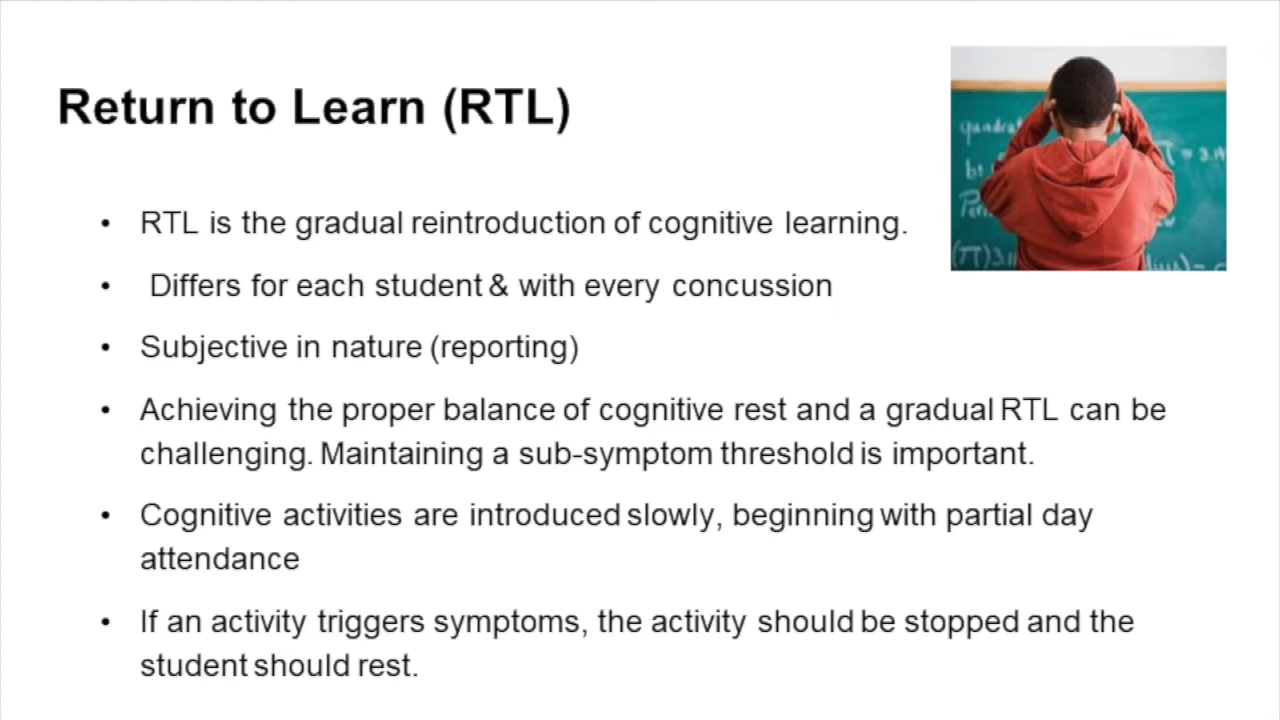 Return to Learn (RTL)
• RTL is the gradual reintroduction of cognitive learning.
• Differs for each student & with every concussion
• Subjective in nature (reporting)
• Achieving the proper balance of cognitive rest and a gradual RTL can be
challenging. Maintaining a sub-symptom threshold is important.
• Cognitive activities are introduced slowly, beginning with partial day
attendance
• If an activity triggers symptoms, the activity should be stopped and the
student should rest.